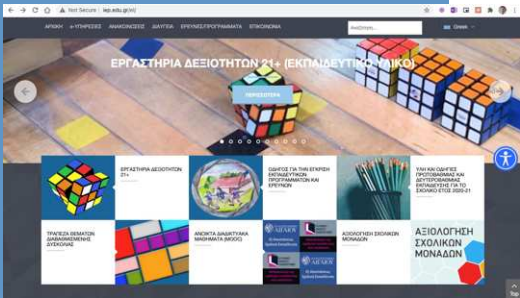 Not Secure | iep.edu.gr/el/
ΑΡΧΙΚΗ e-ΥΠΗΡΕΣΙΕΣ ΑΝΑΚΟΙΝΩΣΕΙΣ ΔΙΑΥΓΕΙΑ ΕΡΕΥΝΕΣ/ΠΡΟΓΡΑΜΜΑΤΑ ΕΠΙΚΟΙΝΩΝΙΑ
Αναζήτηση...
Greek
ΕΡΓΑΣΤΗΡΙΑ ΔΕΞΙΟΤΗΤΩΝ 21+ (ΕΚΠΑΙΔΕΥΤΙΚΟ ΥΛΙΚΟ)
ΠΕΡΙΣΣΟΤΕΡΑ
ΕΡΓΑΣΤΗΡΙΑ ΔΕΞΙΟΤΗΤΩΝ
21+
ΟΔΗΓΟΣ ΓΙΑ ΤΗΝ ΕΓΚΡΙΣΗ
ΕΚΠΑΙΔΕΥΤΙΚΩΝ
ΠΡΟΓΡΑΜΜΑΤΩΝ ΚΑΙ
ΕΡΕΥΝΩΝ
ΥΛΗ ΚΑΙ ΟΔΗΓΙΕΣ
ΠΡΩΤΟΒΑΘΜΙΑΣ ΚΑΙ
ΔΕΥΤΕΡΟΒΑΘΜΙΑΣ
ΕΚΠΑΙΔΕΥΣΗΣ ΓΙΑ ΤΟ
ΣΧΟΛΙΚΟ ΕΤΟΣ 2020-21
ΤΡΑΠΕΖΑ ΘΕΜΑΤΩΝ
ΔΙΑΒΑΘΜΙΣΜΕΝΗΣ
ΔΥΣΚΟΛΙΑΣ
ΑΝΟΙΚΤΑ ΔΙΑΔΙΚΤΥΑΚΑ
ΜΑΘΗΜΑΤΑ (MOOC)
ΑΞΙΟΛΟΓΗΣΗ ΣΧΟΛΙΚΩΝ
ΜΟΝΑΔΩΝ
ΑΞΙΟΛΟΓΗΣΗ
ΣΧΟΛΙΚΩΝ
ΜΟΝΑΔΩΝ
Top